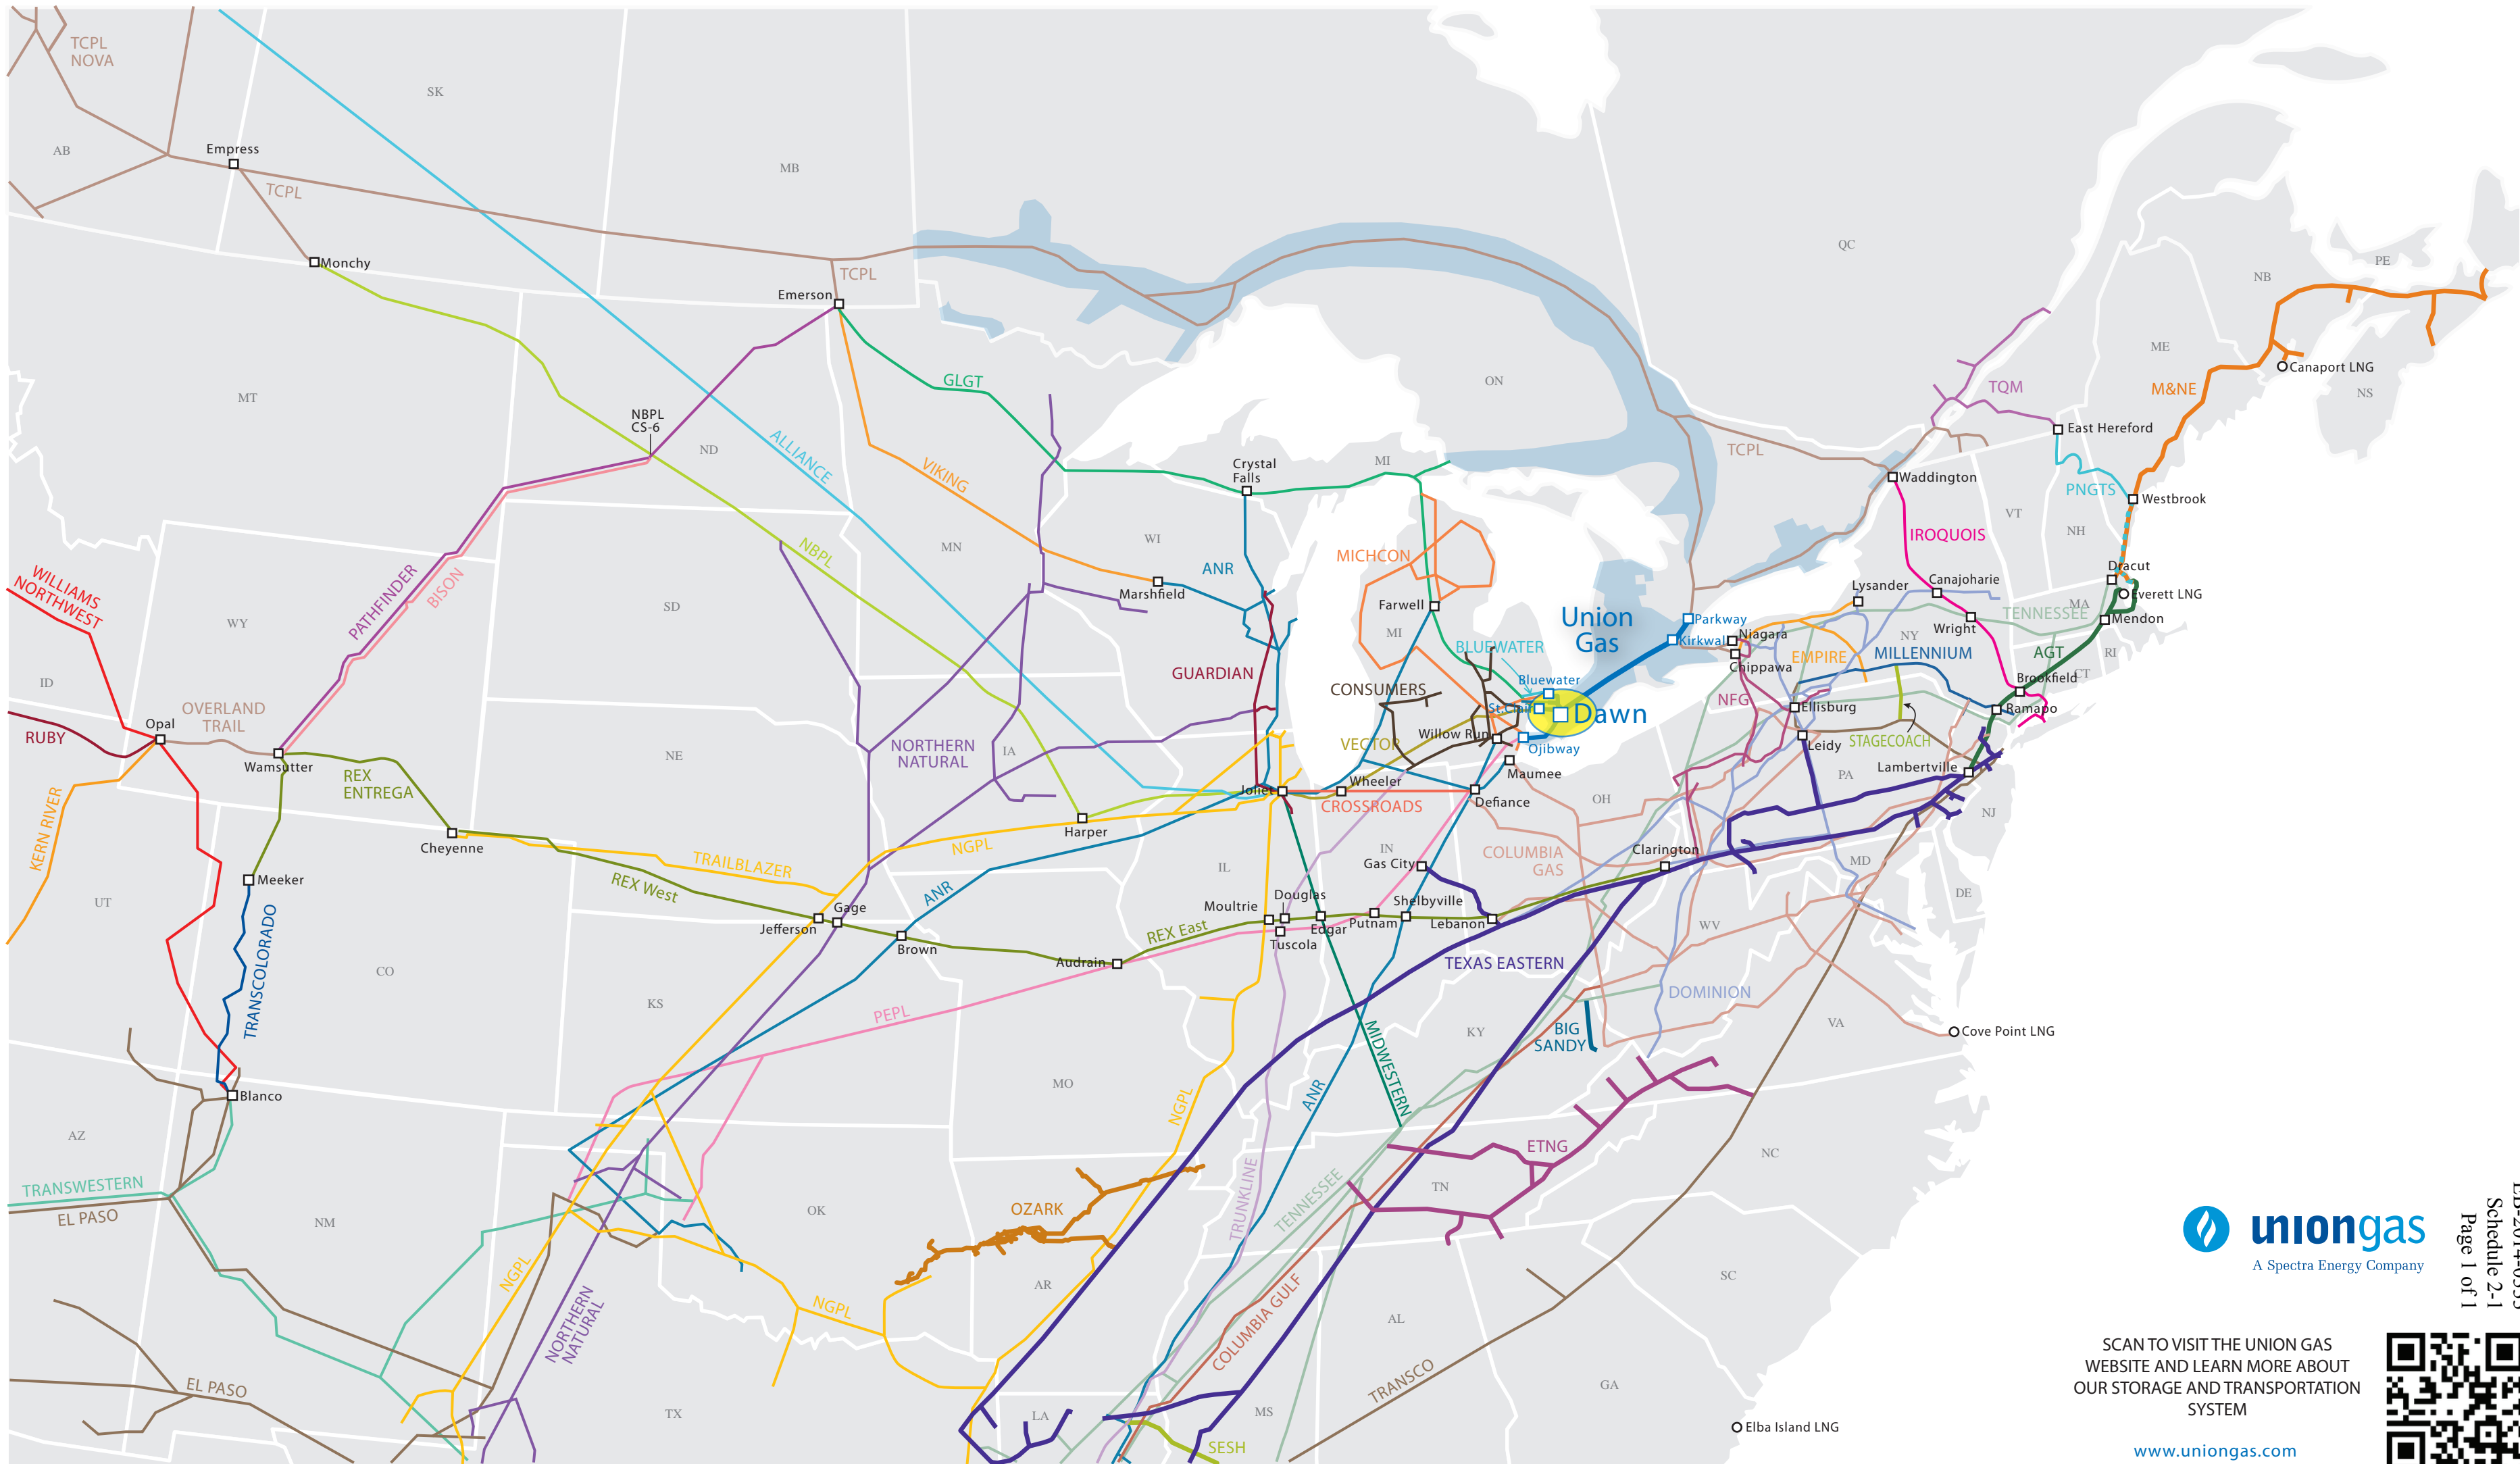 TCPL
NOVA
SK
AB
Empress
MB
TCPL
QC
Monchy
TCPL
Emerson
PE
NB
ME
Canaport LNG
NS
M&NE
TQM
ON
MT
GLGT
NBPL
CS-6
ND
ALLIANCE
VIKING
East Hereford
TCPL
MI
Crystal
Falls
Waddington
PNGTS
Westbrook
VT
NH
IROQUOIS
NBPL
MN
WI
ANR
MICHCON
Dracut
WILLIAMS
NORTHWEST
PATHFINDER
BISON
Marshfield
Farwell
Lysander
Canajoharie
Everett LNG
MA
SD
WY
Union
Gas
Parkway
Kirkwall
Niagara
Wright
TENNESSEE
Mendon
MI
BLUEWATER
Chippawa
EMPIRE
NY
MILLENNIUM
AGT
RI
CT
GUARDIAN
CONSUMERS
Bluewater
St.Clair
Dawn
NFG
Brookfield
ID
Ellisburg
Ramapo
OVERLAND
TRAIL
Opal
RUBY
Willow Run
Ojibway
VECTOR
Leidy
STAGECOACH
NORTHERN
NATURAL
IA
NE
Wamsutter
REX
ENTREGA
Maumee
Lambertville
PA
Wheeler
Joliet
CROSSROADS
Defiance
OH
NJ
KERN RIVER
Harper
Cheyenne
NGPL
TRAILBLAZER
COLUMBIA
GAS
Clarington
IN
Gas City
IL
MD
Meeker
REX West
ANR
UT
DE
Douglas
Moultrie
Shelbyville
Gage
Jefferson
Edgar
Putnam
Lebanon
WV
REX East
Tuscola
Brown
Audrain
TEXAS EASTERN
CO
TRANSCOLORADO
KS
DOMINION
PEPL
KY
BIG
SANDY
VA
Cove Point LNG
MIDWESTERN
MO
ANR
NGPL
Blanco
AZ
ETNG
NC
TRANSWESTERN
EL PASO
NM
OK
OZARK
TRUNKLINE
TENNESSEE
TN
SC
NGPL
AR
NGPL
COLUMBIA GULF
AL
NORTHERN
NATURAL
EL PASO
TRANSCO
GA
TX
LA
MS
SESH
Elba Island LNG
Schedule 2-1
Page 1 of 1
uniongas
A Spectra Energy Company
SCAN TO VISIT THE UNION GAS
WEBSITE AND LEARN MORE ABOUT
OUR STORAGE AND TRANSPORTATION
SYSTEM
www.uniongas.com